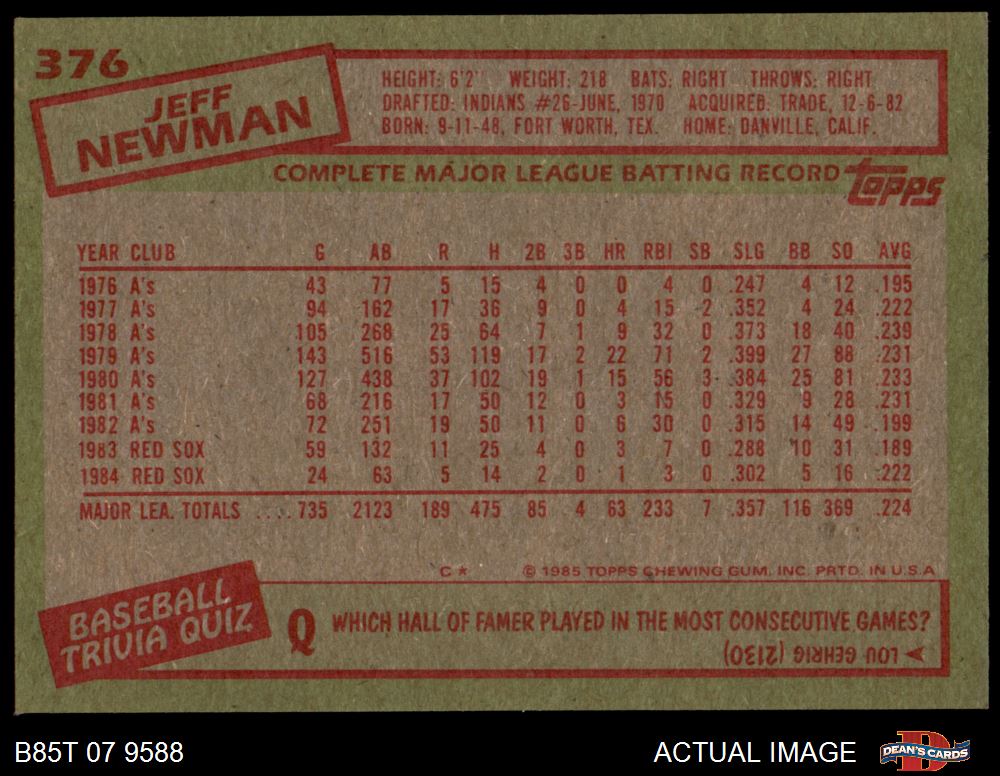 376
JEFF
NEWMAN
HEIGHT: 6'2" WEIGHT: 218 BATS: RIGHT THROWS: RIGHT
DRAFTED: INDIANS #26-JUNE, 1970 ACQUIRED: TRADE, 12-6-82
BORN: 9-11-48, FORT WORTH, TEX. HOME: DANVILLE, CALIF.
COMPLETE MAJOR LEAGUE BATTING RECORD topps
YEAR CLUB G AB R H 2B 3B HR RBI SB SLG BB SO AVG
1976 A's 43 77 5 15 4 0 0 4 0 .247 4 12 .195
1977 A's 94 162 17 36 9 0 4 15 2 .352 4 24 .222
1978 A's 105 268 25 64 7 1 9 32 0 .373 18 40 .239
1979 A's 143 516 53 119 17 2 22 71 2 .399 27 88 .231
1980 A's 127 438 37 102 19 1 15 56 3 .384 25 81 .233
1981 A's 68 216 17 50 12 0 3 15 0 .329 9 28 .231
1982 A's 72 251 19 50 11 0 6 30 0 .315 14 49 .199
1983 RED SOX 59 132 11 25 4 0 3 7 0 .288 10 31 .189
1984 RED SOX 24 63 5 14 2 0 1 3 0 .302 5 16 .222
MAJOR LEA. TOTALS .... 735 2123 189 475 85 4 63 233 7 .357 116 369 .224
C* © 1985 TOPPS CHEWING GUM, INC. PRTD. IN U.S.A
BASEBALL
TRIVIA QUIZ
Q WHICH HALL OF FAMER PLAYED IN THE MOST CONSECUTIVE GAMES?
LOU GEHRIG (2130)
B85T 07 9588 ACTUAL IMAGE DEAN'S CARDS